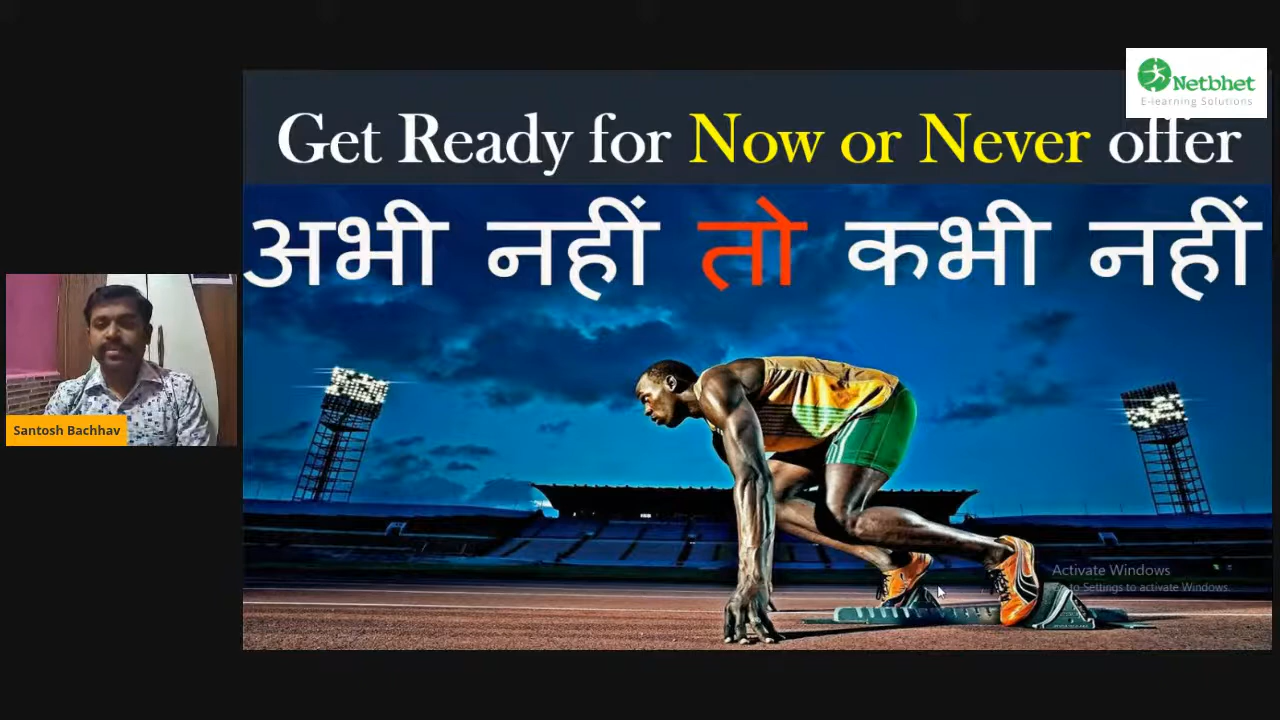 Netbhet
E-learning Solutions
Get Ready for Now or Never offer
अभी नहीं तो कभी नहीं
Santosh Bachhav
Activate Windows
to Settings to activate Windows.